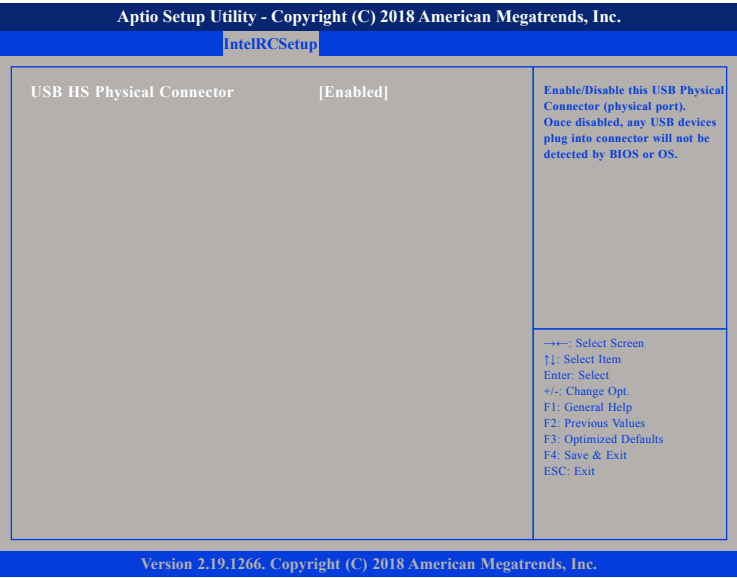 Aptio Setup Utility - Copyright (C) 2018 American Megatrends, Inc.
IntelRCSetup
USB HS Physical Connector [Enabled]
Enable/Disable this USB Physical
Connector (physical port).
Once disabled, any USB devices
plug into connector will not be
detected by BIOS or OS.
→←: Select Screen
↑↓: Select Item
Enter: Select
+/-: Change Opt.
F1: General Help
F2: Previous Values
F3: Optimized Defaults
F4: Save & Exit
ESC: Exit
Version 2.19.1266. Copyright (C) 2018 American Megatrends, Inc.